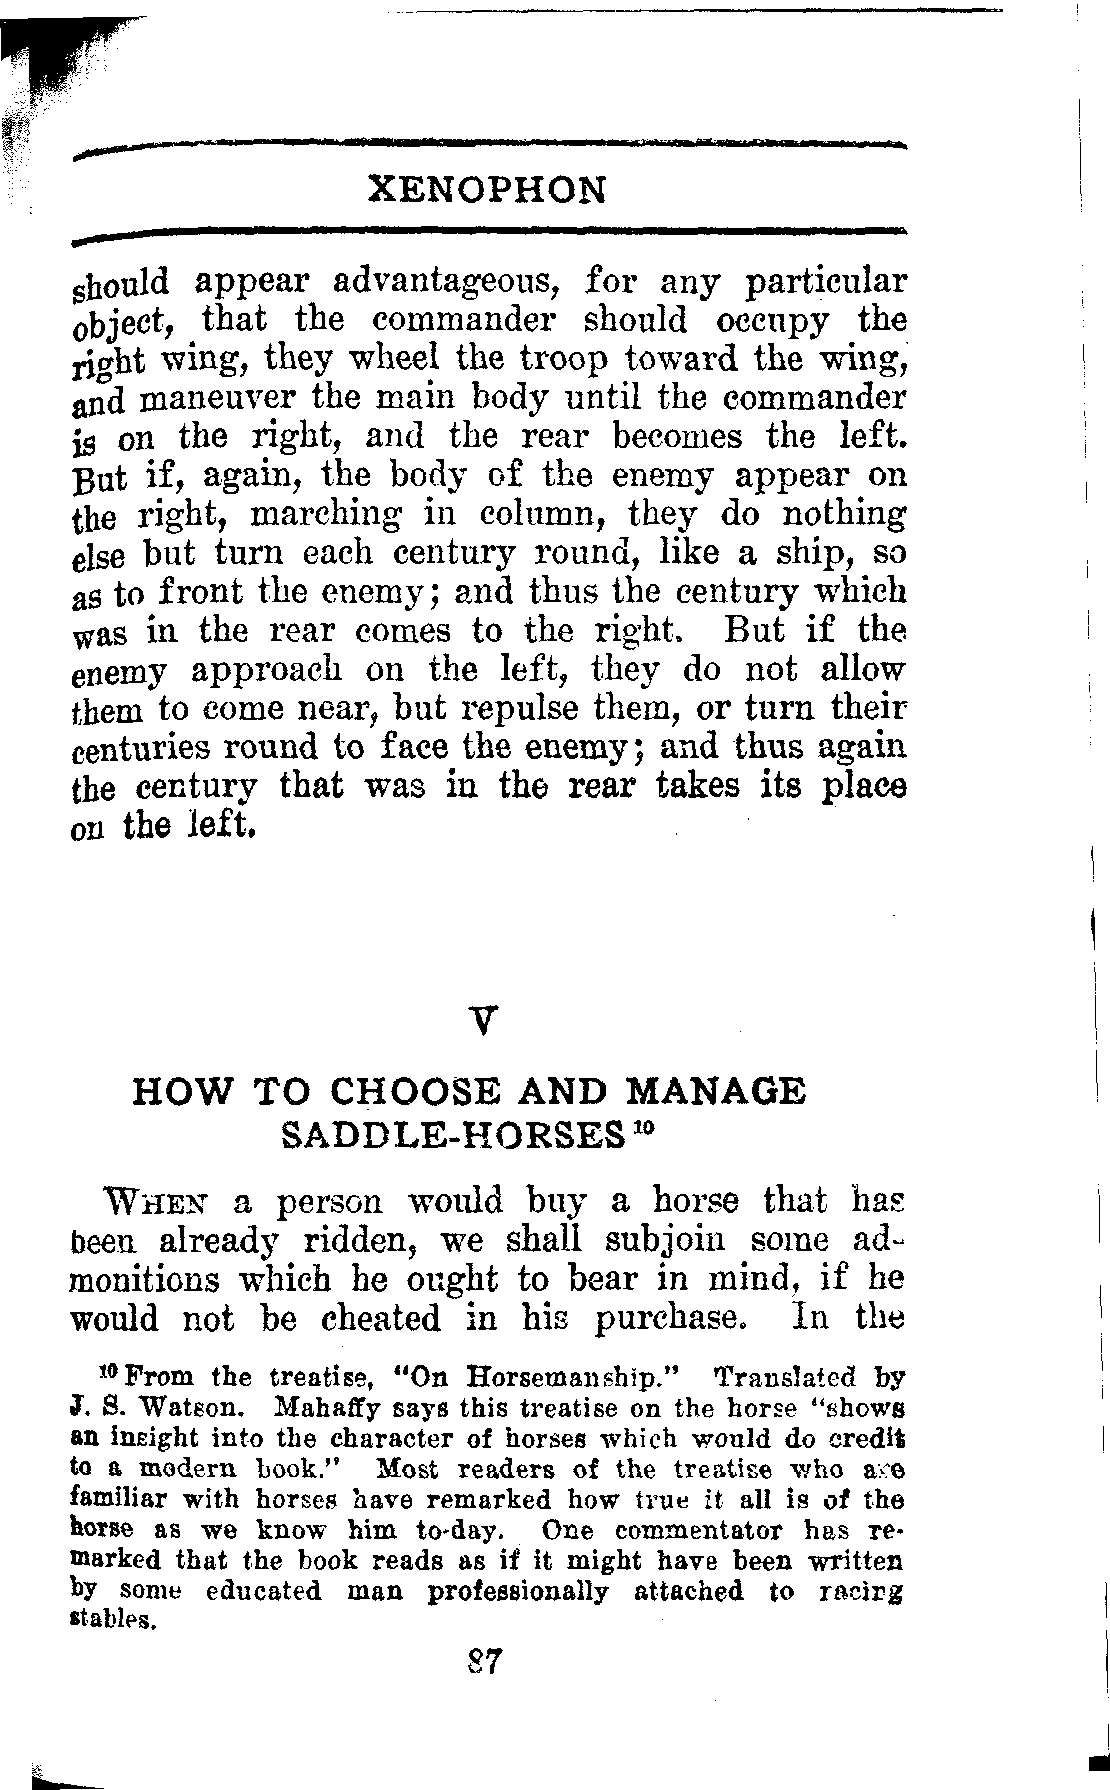 XENOPHON
should appear advantageous, for any particular
object, that the commander should occupy the
right wing, they wheel the troop toward the wing,
and maneuver the main body until the commander
is on the right, and the rear becomes the left.
But if, again, the body of the enemy appear on
the right, marching in column, they do nothing
else but turn each century round, like a ship, so
as to front the enemy; and thus the century which
was in the rear comes to the right. But if the
enemy approach on the left, they do not allow
them to come near, but repulse them, or turn their
centuries round to face the enemy; and thus again
the century that was in the rear takes its place
on the left.
V
HOW TO CHOOSE AND MANAGE
SADDLE-HORSES¹⁰
WHEN a person would buy a horse that has
been already ridden, we shall subjoin some ad-
monitions which he ought to bear in mind, if he
would not be cheated in his purchase. In the
¹⁰ From the treatise, "On Horsemanship." Translated by
J. S. Watson. Mahaffy says this treatise on the horse "shows
an insight into the character of horses which would do credit
to a modern book." Most readers of the treatise who are
familiar with horses have remarked how true it all is of the
horse as we know him to-day. One commentator has re-
marked that the book reads as if it might have been written
by some educated man professionally attached to racing
stables.
87